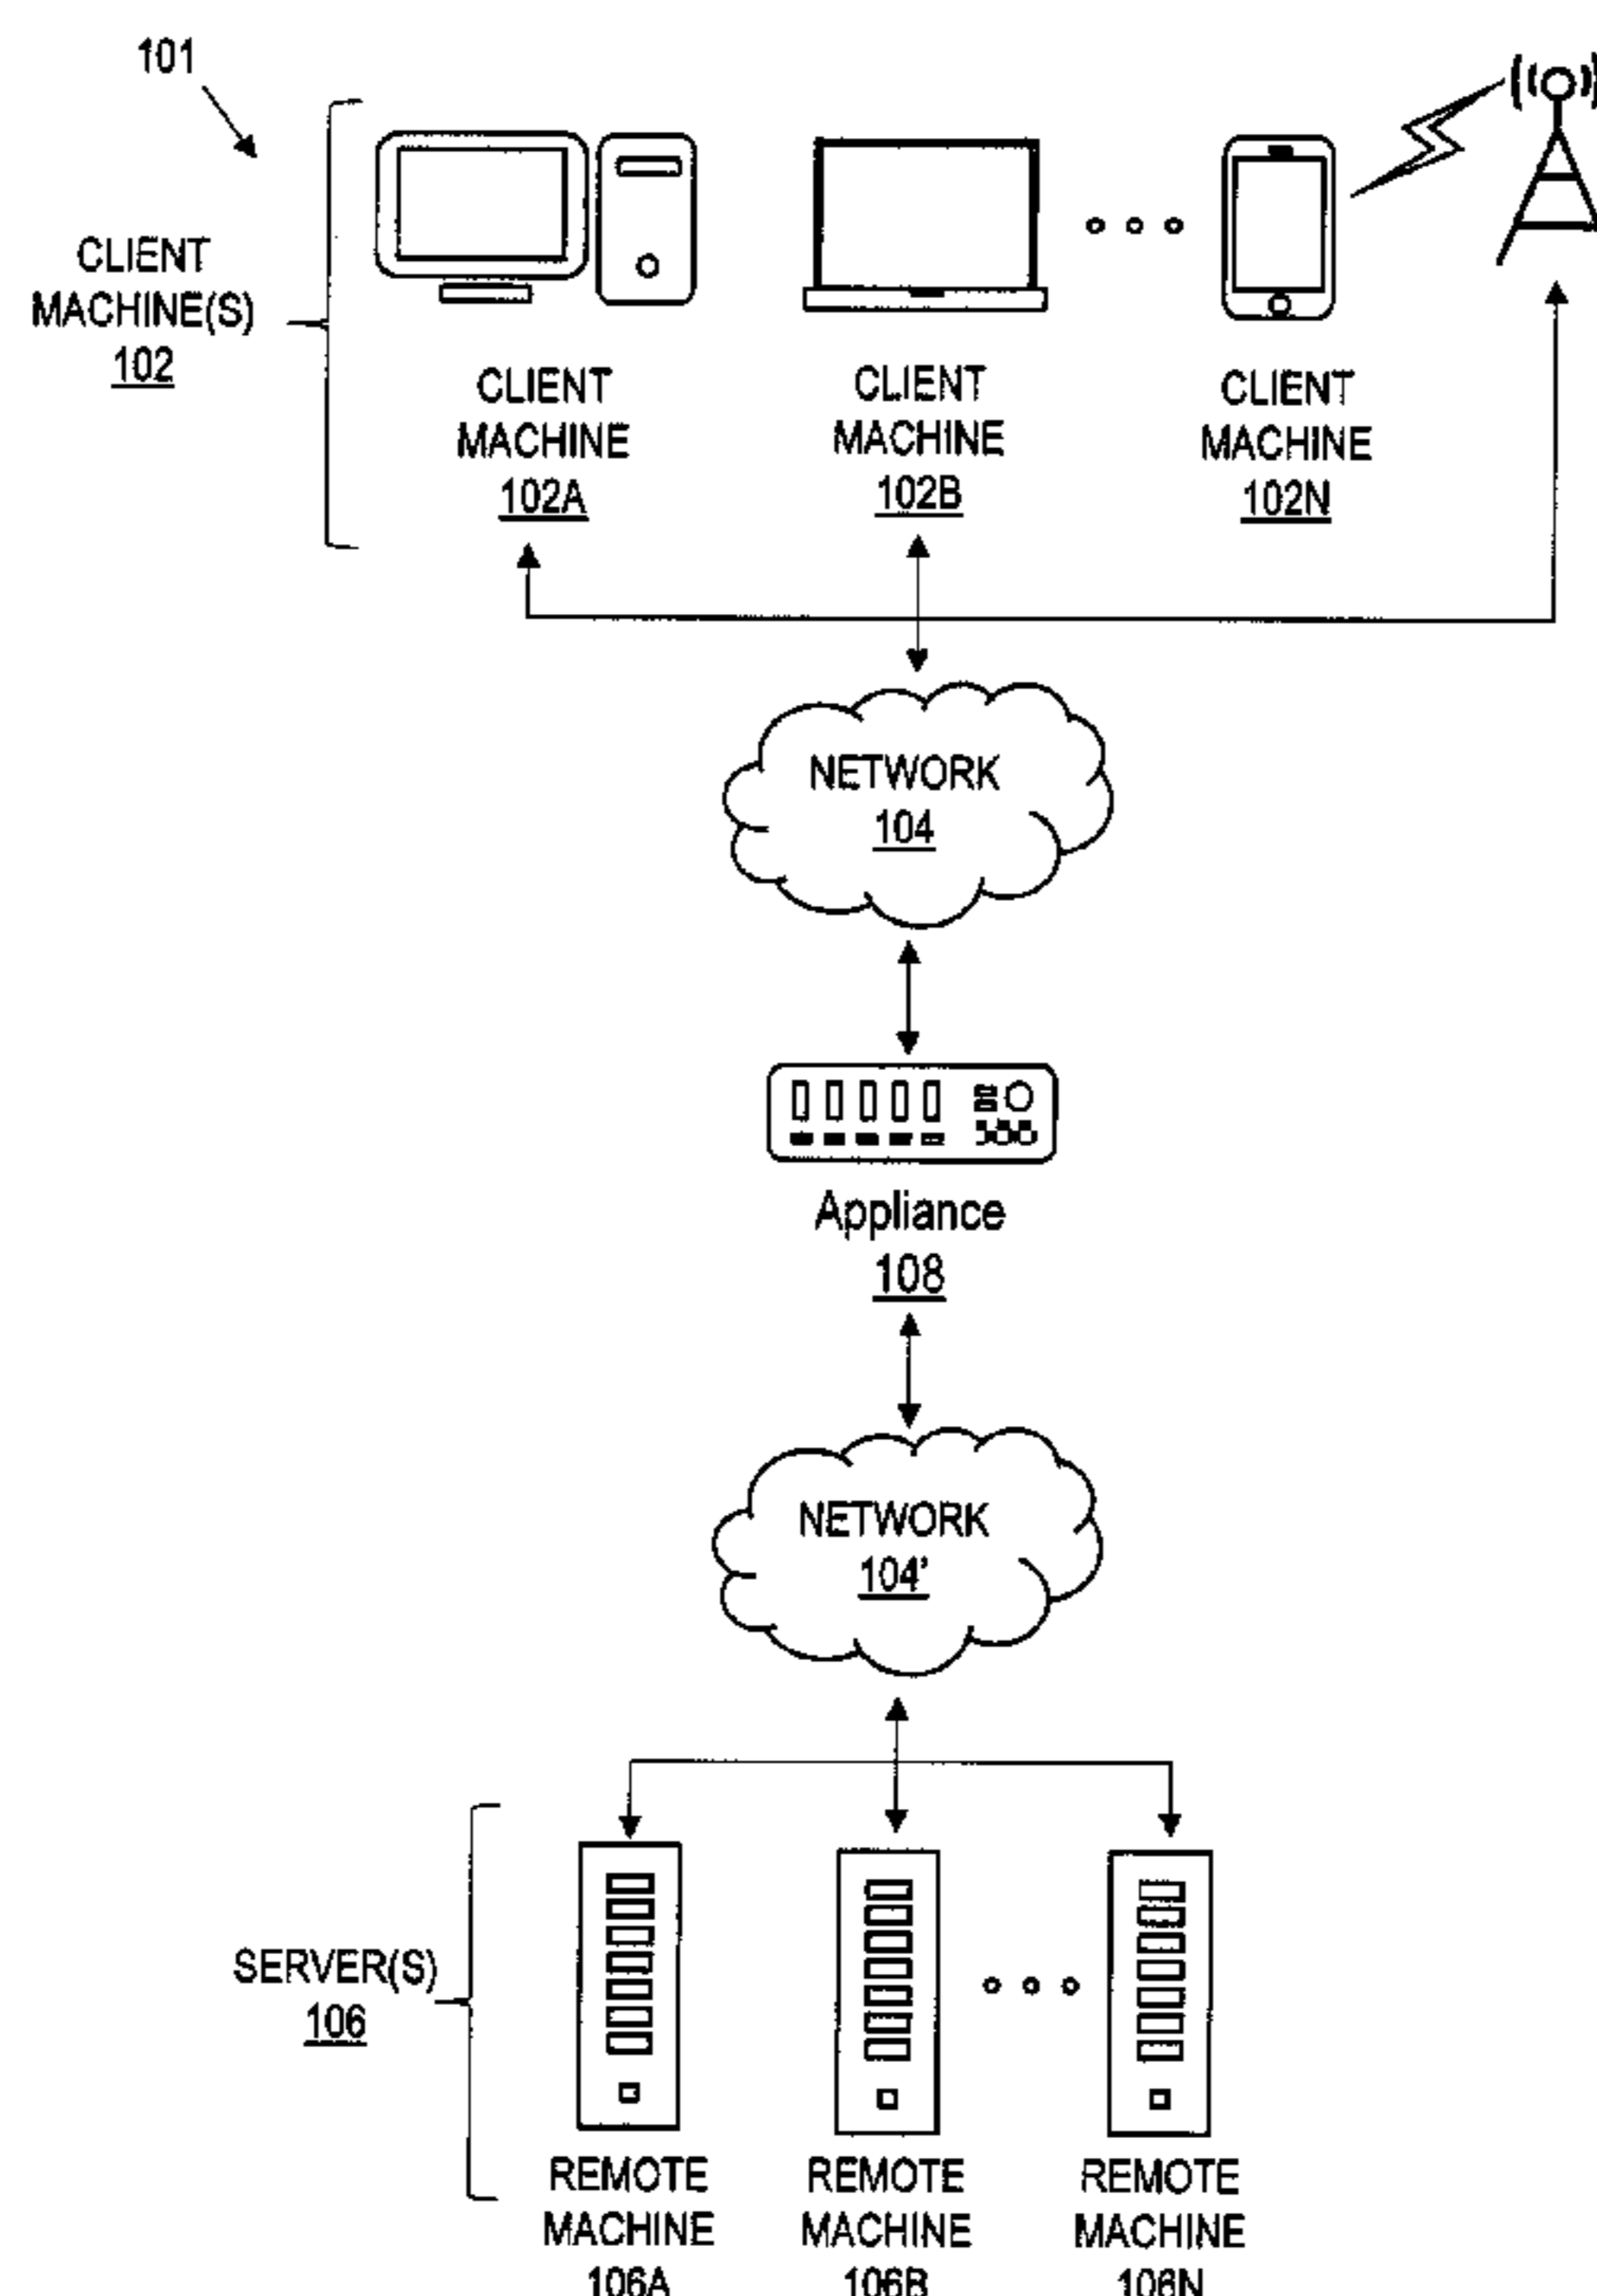 101
CLIENT
MACHINE(S)
102
CLIENT
MACHINE
102A
CLIENT
MACHINE
102B
CLIENT
MACHINE
102N
NETWORK
104
Appliance
108
NETWORK
104'
SERVER(S)
106
REMOTE
MACHINE
106A
REMOTE
MACHINE
106B
REMOTE
MACHINE
106N